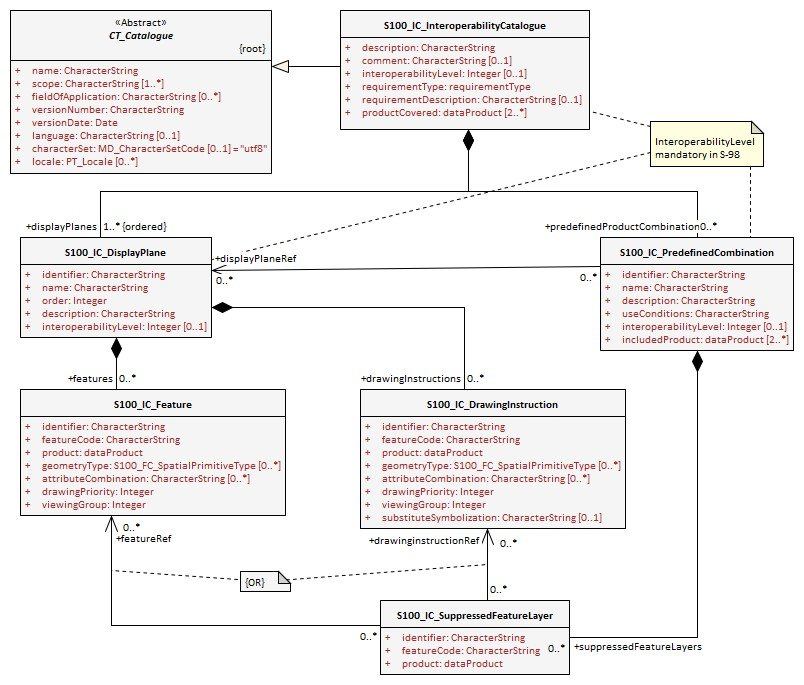 «Abstract»
CT_Catalogue
{root}
+ name: CharacterString
+ scope: CharacterString [1..*]
+ fieldOfApplication: CharacterString [0..*]
+ versionNumber: CharacterString
+ versionDate: Date
+ language: CharacterString [0..1]
+ characterSet: MD_CharacterSetCode [0..1] = "utf8"
+ locale: PT_Locale [0..*]
S100_IC_InteroperabilityCatalogue
+ description: CharacterString
+ comment: CharacterString [0..1]
+ interoperabilityLevel: Integer [0..1]
+ requirementType: requirementType
+ requirementDescription: CharacterString [0..1]
+ productCovered: dataProduct [2..*]
InteroperabilityLevel
mandatory in S-98
+displayPlanes 1..* {ordered}
+predefinedProductCombination 0..*
S100_IC_DisplayPlane
+ identifier: CharacterString
+ name: CharacterString
+ order: Integer
+ description: CharacterString
+ interoperabilityLevel: Integer [0..1]
+displayPlaneRef
0..*
0..*
S100_IC_PredefinedCombination
+ identifier: CharacterString
+ name: CharacterString
+ description: CharacterString
+ useConditions: CharacterString
+ interoperabilityLevel: Integer [0..1]
+ includedProduct: dataProduct [2..*]
+features 0..*
+drawingInstructions 0..*
S100_IC_Feature
+ identifier: CharacterString
+ featureCode: CharacterString
+ product: dataProduct
+ geometryType: S100_FC_SpatialPrimitiveType [0..*]
+ attributeCombination: CharacterString [0..*]
+ drawingPriority: Integer
+ viewingGroup: Integer
S100_IC_DrawingInstruction
+ identifier: CharacterString
+ featureCode: CharacterString
+ product: dataProduct
+ geometryType: S100_FC_SpatialPrimitiveType [0..*]
+ attributeCombination: CharacterString [0..*]
+ drawingPriority: Integer
+ viewingGroup: Integer
+ substituteSymbolization: CharacterString [0..1]
0..*
+featureRef
+drawinginstructionRef 0..*
{OR}
0..*
S100_IC_SuppressedFeatureLayer
+ identifier: CharacterString
+ featureCode: CharacterString
+ product: dataProduct
0..*
0..*
+suppressedFeatureLayers